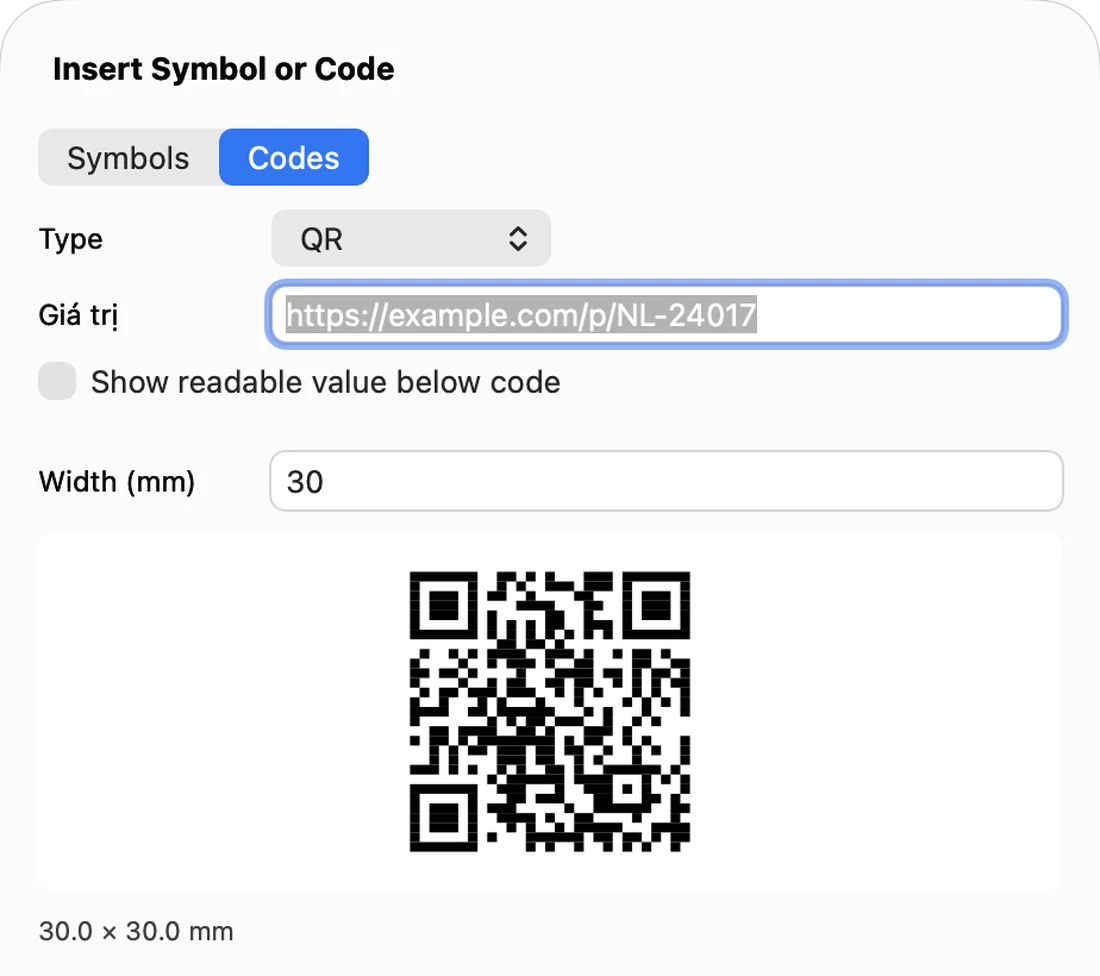 Insert Symbol or Code
Symbols Codes
Type QR
Giá trị https://example.com/p/NL-24017
Show readable value below code
Width (mm) 30
30.0 × 30.0 mm